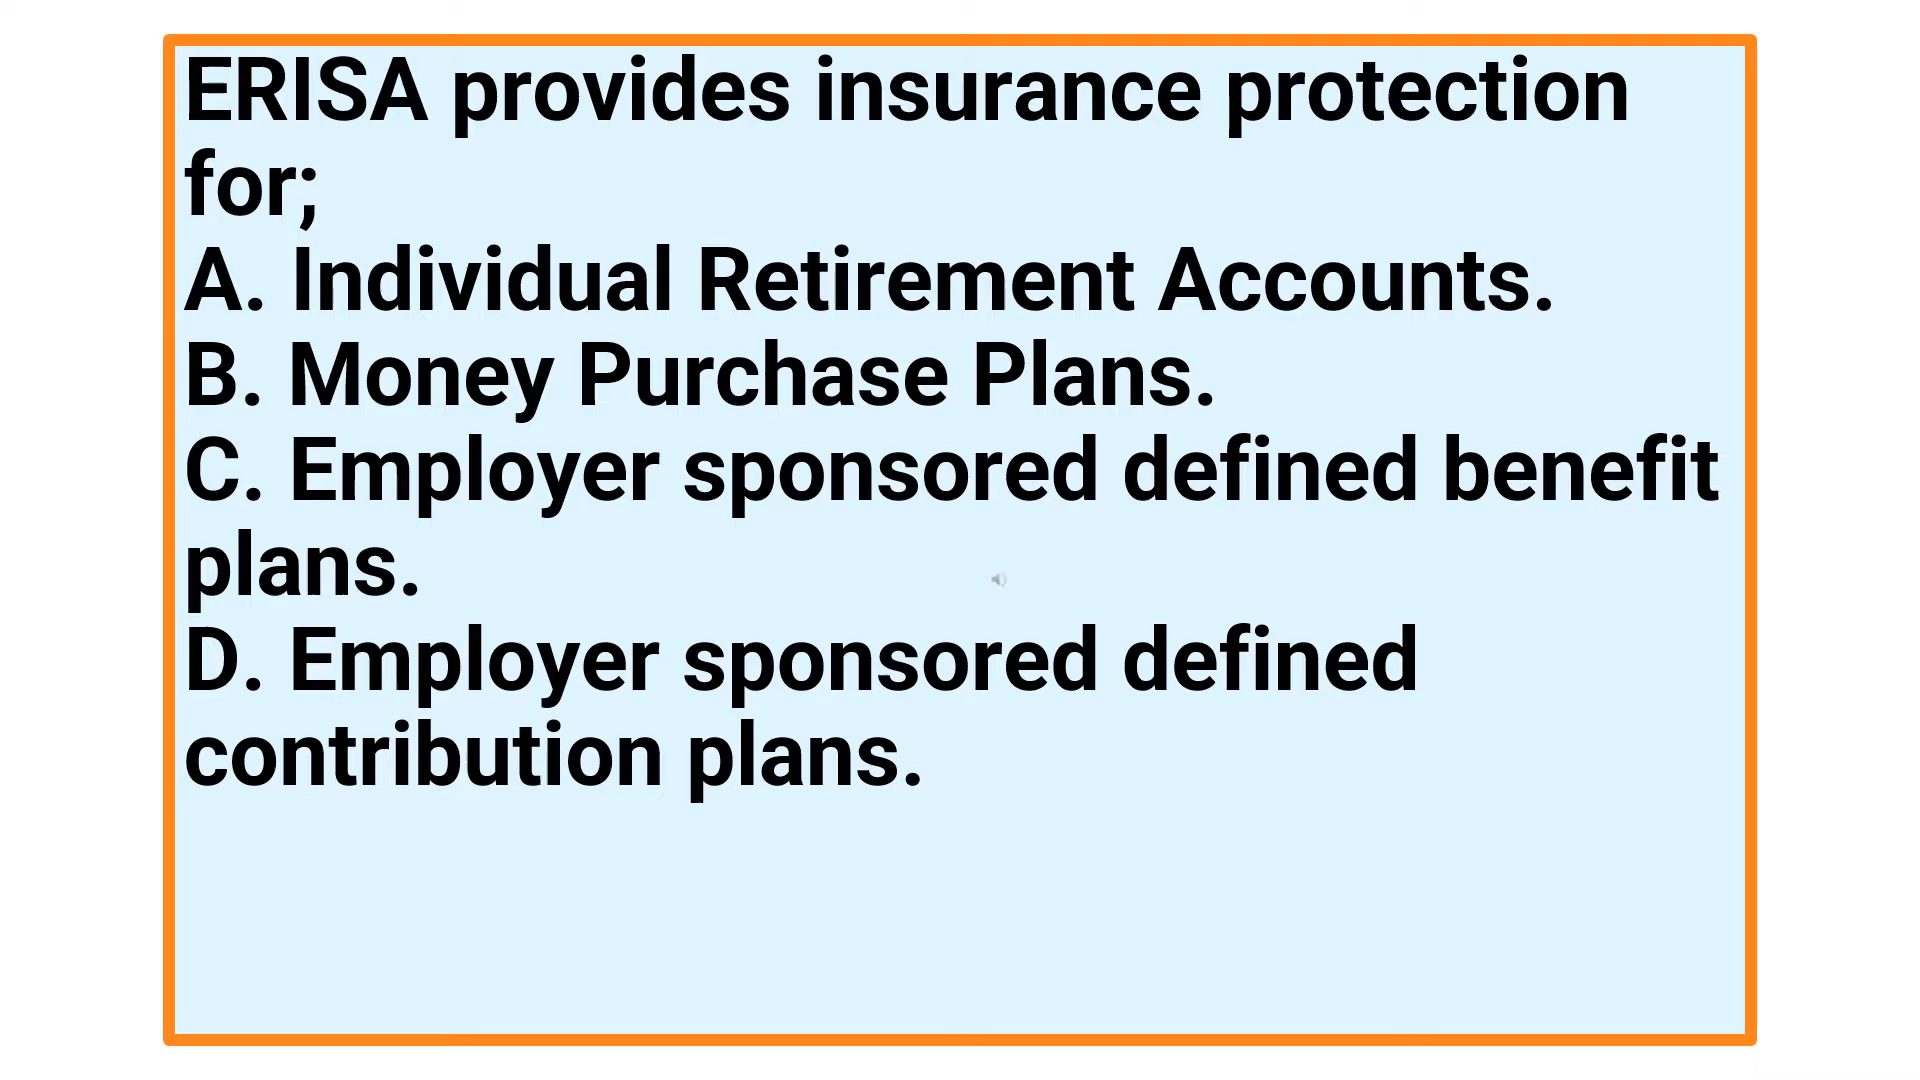 ERISA provides insurance protection
for;
A. Individual Retirement Accounts.
B. Money Purchase Plans.
C. Employer sponsored defined benefit
plans.
D. Employer sponsored defined
contribution plans.